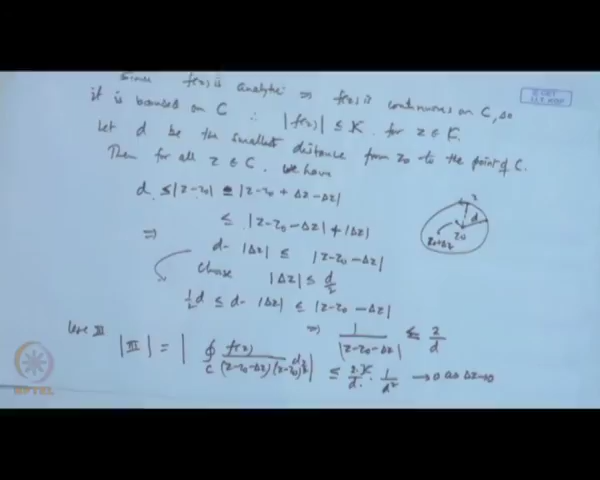 Since f(z) is analytic ⇒ f(z) is continuous on C, so
it is bounded on C ∴ |f(z)| ≤ K for z ∈ K.
Let d be the smallest distance from z₀ to the point of C.
Then for all z ∈ C. we have
d ≤ |z-z₀| = |z-z₀ + Δz-Δz|
≤ |z-z₀-Δz| + |Δz|
⇒ d- |Δz| ≤ |z-z₀-Δz|
Chose |Δz| ≤ d/2
½d ≤ d- |Δz| ≤ |z-z₀-Δz|
⇒ 1/|z-z₀-Δz| ≤ 2/d
|III| = | ∮_C f(z)/(z-z₀-Δz)(z-z₀)² dz | ≤ 2K/d · 1/d² → 0 as Δz→0
z
d
z₀
z₀+Δz
NPTEL